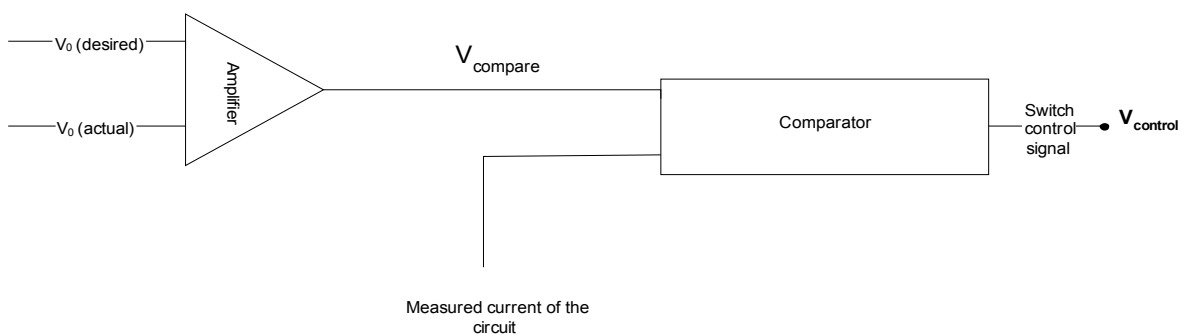 V₀ (desired)
V₀ (actual)
Amplifier
V compare
Comparator
Switch
control
signal
V control
Measured current of the
circuit